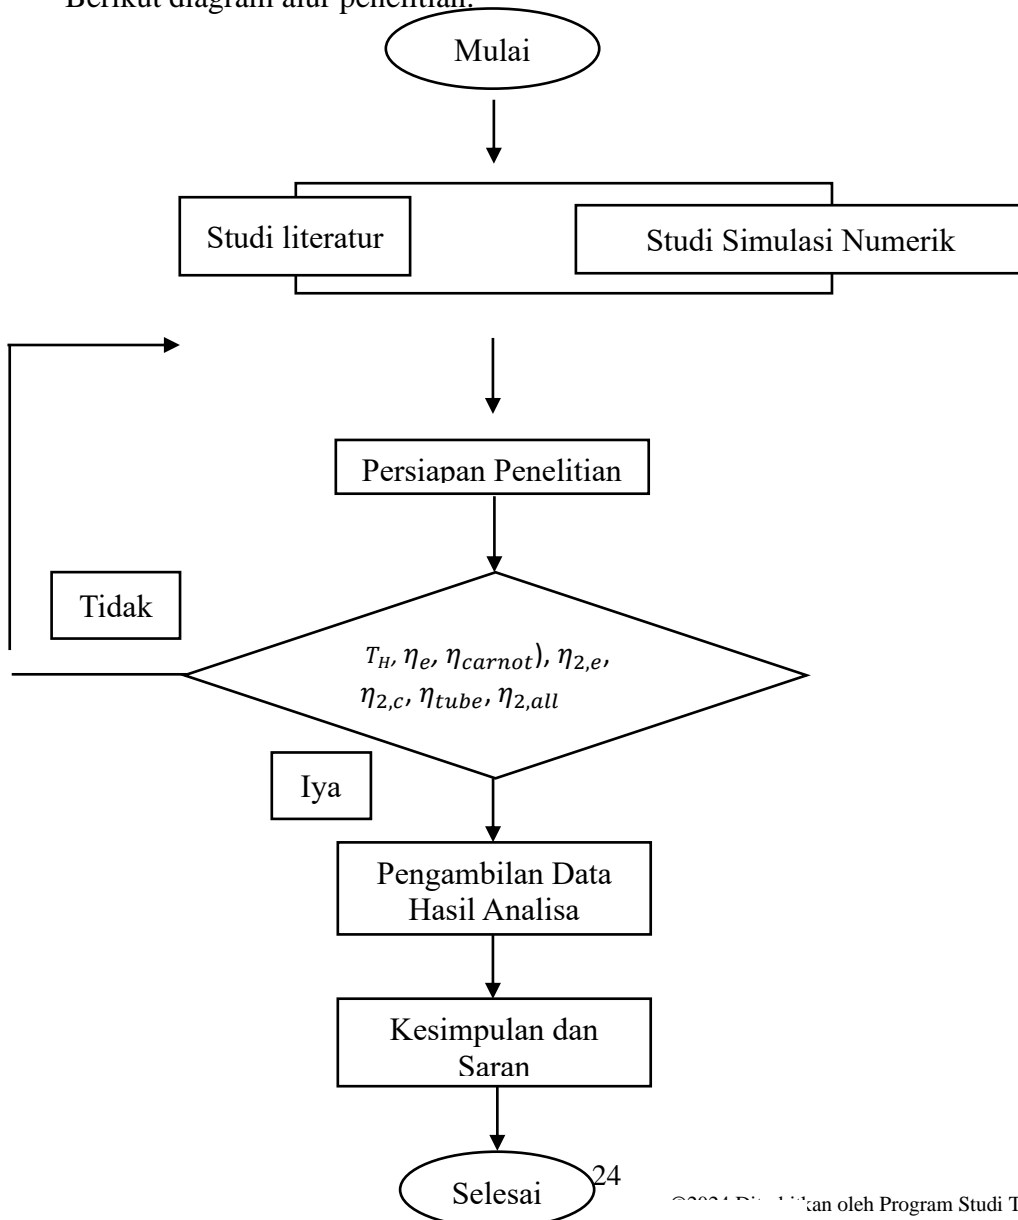 Berikut diagram alur penelitian:
Mulai
Studi literatur
Studi Simulasi Numerik
Persiapan Penelitian
Tidak
T_H, η_e, η_carnot), η_2,e,
η_2,c, η_tube, η_2,all
Iya
Pengambilan Data
Hasil Analisa
Kesimpulan dan
Saran
Selesai
24
©2024 oleh Program Studi T